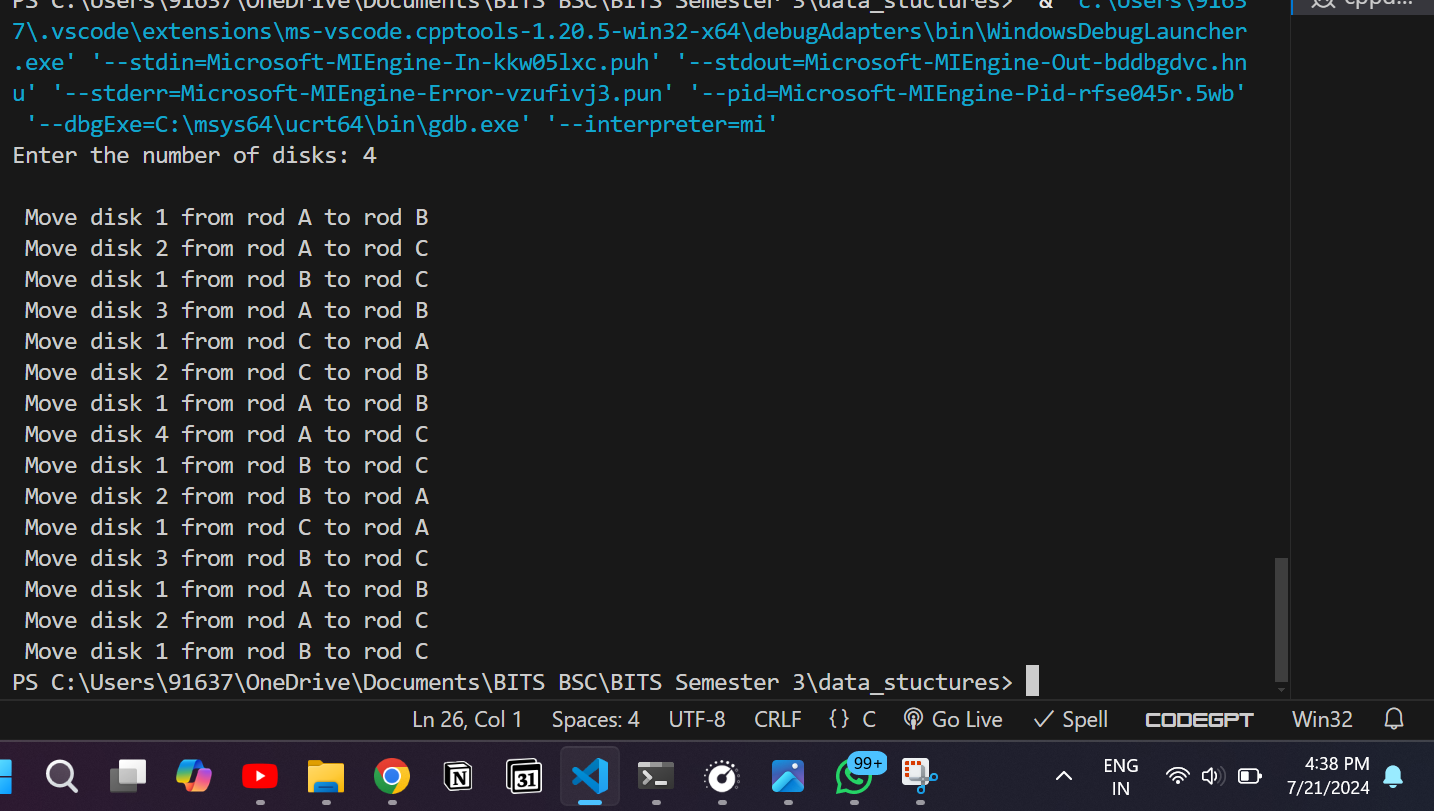 PS C:\Users\91637\OneDrive\Documents\BITS BSC\BITS Semester 3\data_stuctures> & 'c:\Users\9163
7\.vscode\extensions\ms-vscode.cpptools-1.20.5-win32-x64\debugAdapters\bin\WindowsDebugLauncher
.exe' '--stdin=Microsoft-MIEngine-In-kkw05lxc.puh' '--stdout=Microsoft-MIEngine-Out-bddbgdvc.hn
u' '--stderr=Microsoft-MIEngine-Error-vzufivj3.pun' '--pid=Microsoft-MIEngine-Pid-rfse045r.5wb'
'--dbgExe=C:\msys64\ucrt64\bin\gdb.exe' '--interpreter=mi'
Enter the number of disks: 4
Move disk 1 from rod A to rod B
Move disk 2 from rod A to rod C
Move disk 1 from rod B to rod C
Move disk 3 from rod A to rod B
Move disk 1 from rod C to rod A
Move disk 2 from rod C to rod B
Move disk 1 from rod A to rod B
Move disk 4 from rod A to rod C
Move disk 1 from rod B to rod C
Move disk 2 from rod B to rod A
Move disk 1 from rod C to rod A
Move disk 3 from rod B to rod C
Move disk 1 from rod A to rod B
Move disk 2 from rod A to rod C
Move disk 1 from rod B to rod C
PS C:\Users\91637\OneDrive\Documents\BITS BSC\BITS Semester 3\data_stuctures>
Ln 26, Col 1 Spaces: 4 UTF-8 CRLF {} C Go Live Spell CODEGPT Win32
N 31 99+ ENG IN 4:38 PM
7/21/2024